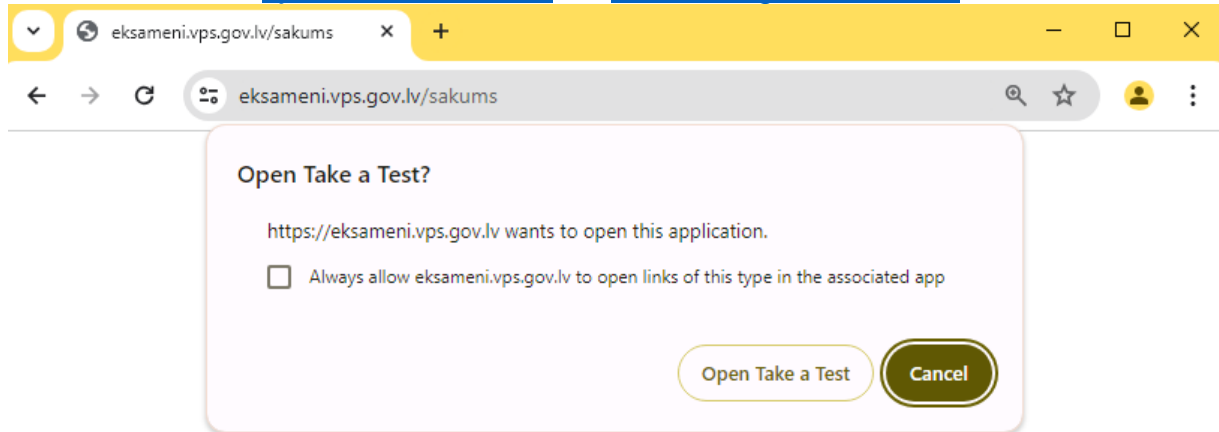 eksameni.vps.gov.lv/sakums
eksameni.vps.gov.lv/sakums
Open Take a Test?
https://eksameni.vps.gov.lv wants to open this application.
Always allow eksameni.vps.gov.lv to open links of this type in the associated app
Open Take a Test Cancel